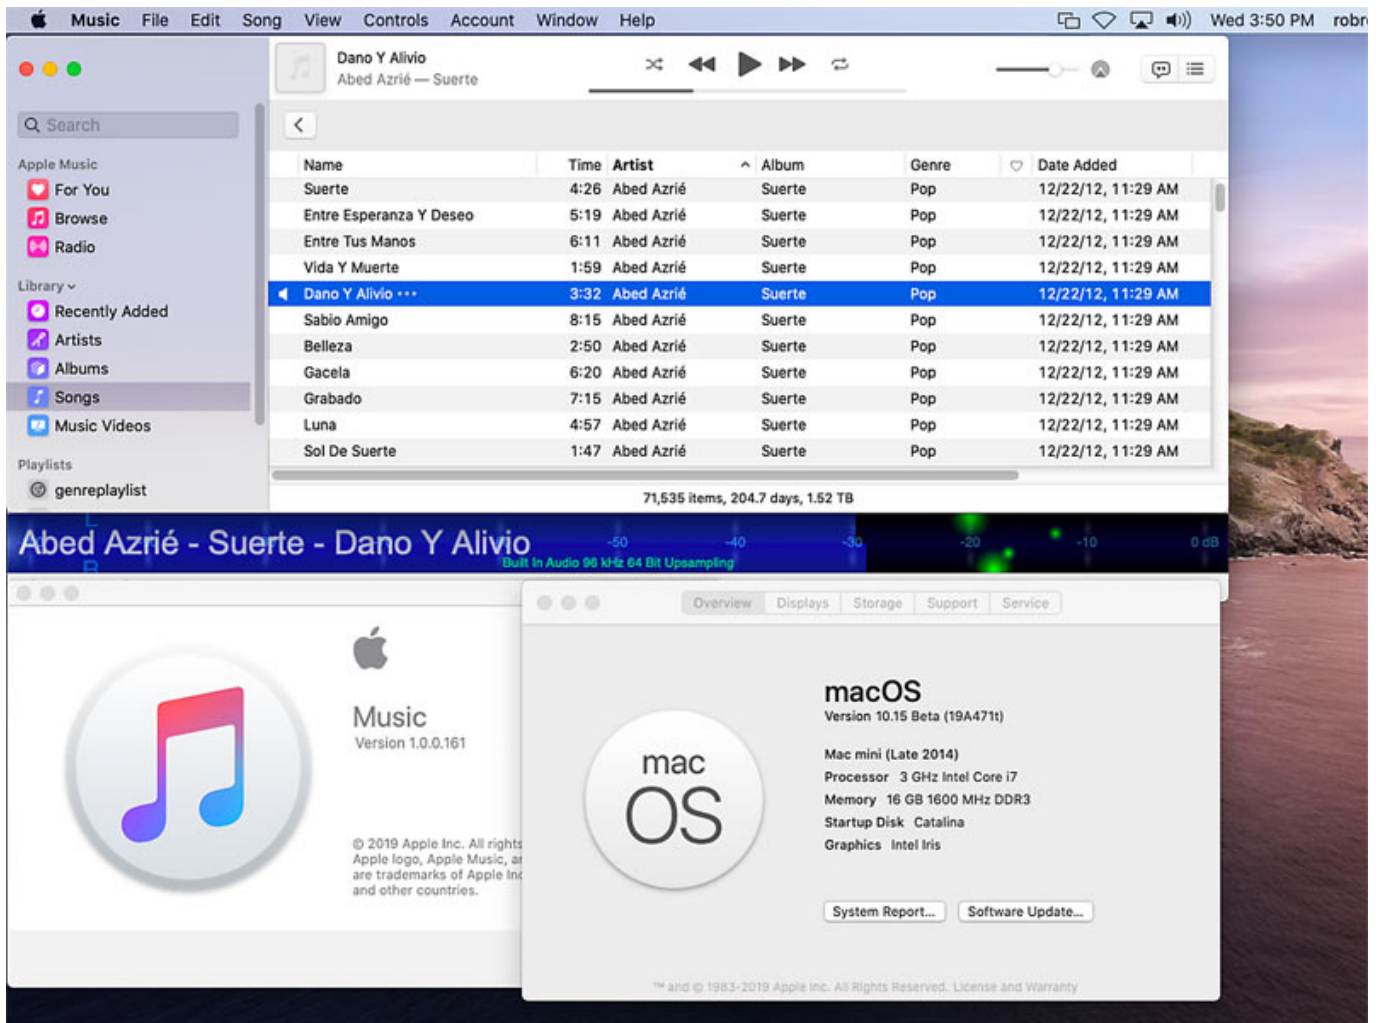 Music File Edit Song View Controls Account Window Help Wed 3:50 PM robr
Dano Y Alivio
Abed Azrié — Suerte
Search
Apple Music
For You
Browse
Radio
Library
Recently Added
Artists
Albums
Songs
Music Videos
Playlists
genreplaylist
Name Time Artist Album Genre Date Added
Suerte 4:26 Abed Azrié Suerte Pop 12/22/12, 11:29 AM
Entre Esperanza Y Deseo 5:19 Abed Azrié Suerte Pop 12/22/12, 11:29 AM
Entre Tus Manos 6:11 Abed Azrié Suerte Pop 12/22/12, 11:29 AM
Vida Y Muerte 1:59 Abed Azrié Suerte Pop 12/22/12, 11:29 AM
Dano Y Alivio ••• 3:32 Abed Azrié Suerte Pop 12/22/12, 11:29 AM
Sabio Amigo 8:15 Abed Azrié Suerte Pop 12/22/12, 11:29 AM
Belleza 2:50 Abed Azrié Suerte Pop 12/22/12, 11:29 AM
Gacela 6:20 Abed Azrié Suerte Pop 12/22/12, 11:29 AM
Grabado 7:15 Abed Azrié Suerte Pop 12/22/12, 11:29 AM
Luna 4:57 Abed Azrié Suerte Pop 12/22/12, 11:29 AM
Sol De Suerte 1:47 Abed Azrié Suerte Pop 12/22/12, 11:29 AM
71,535 items, 204.7 days, 1.52 TB
L
Abed Azrié - Suerte - Dano Y Alivio -50 -40 -30 -20 -10 0 dB
R Built In Audio 96 kHz 64 Bit Upsampling
Music
Version 1.0.0.161
© 2019 Apple Inc. All rights
Apple logo, Apple Music, a
are trademarks of Apple Inc
and other countries.
Overview Displays Storage Support Service
mac
OS
macOS
Version 10.15 Beta (19A471t)
Mac mini (Late 2014)
Processor 3 GHz Intel Core i7
Memory 16 GB 1600 MHz DDR3
Startup Disk Catalina
Graphics Intel Iris
System Report... Software Update...
™ and © 1983-2019 Apple Inc. All Rights Reserved. License and Warranty